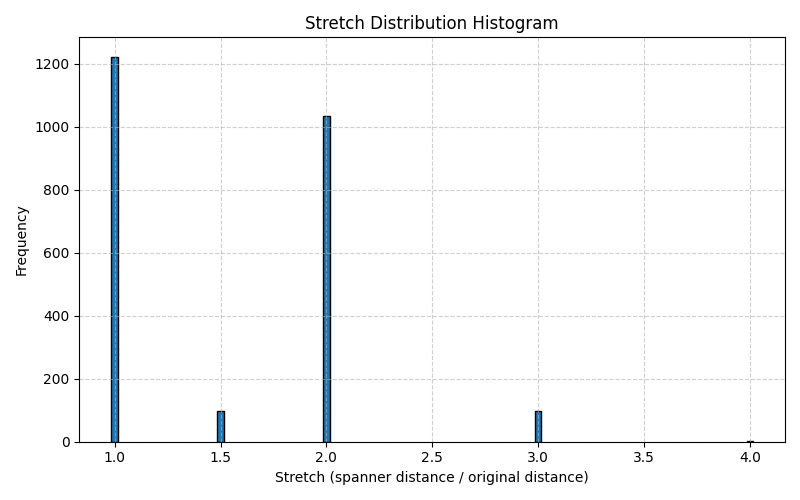 Stretch Distribution Histogram
1200
1000
800
600
400
200
0
Frequency
1.0 1.5 2.0 2.5 3.0 3.5 4.0
Stretch (spanner distance / original distance)